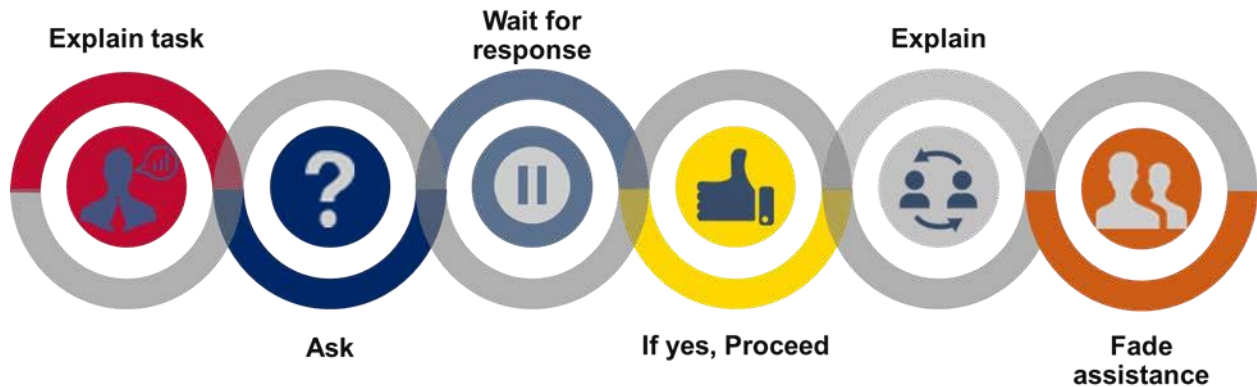 Explain task
Ask
Wait for
response
If yes, Proceed
Explain
Fade
assistance